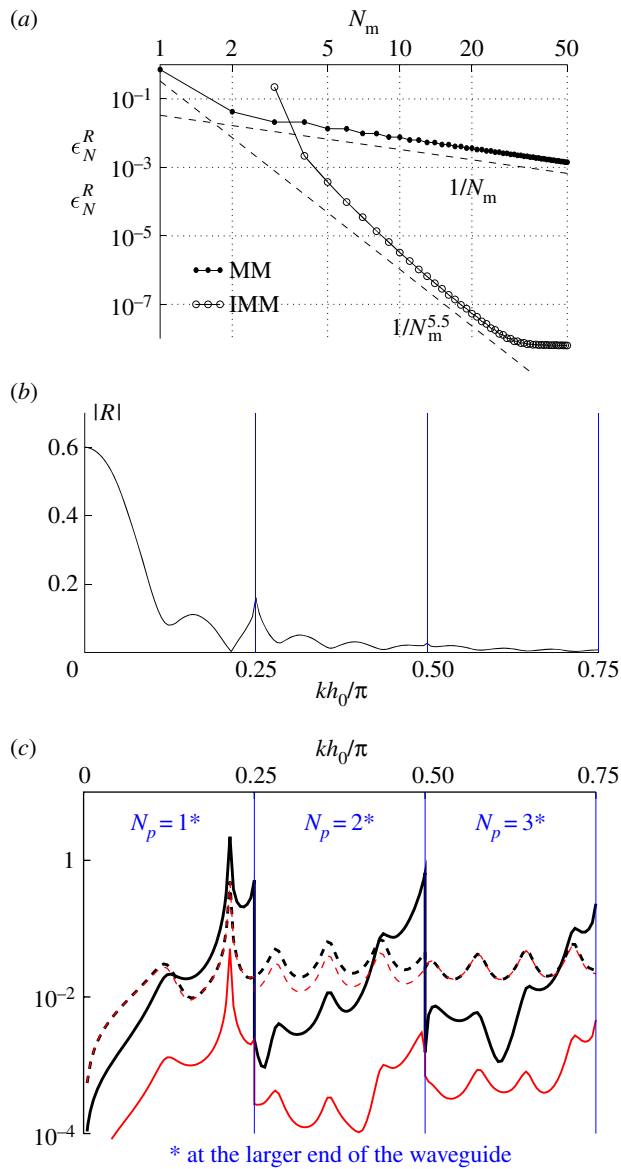 (a)
N_m
1 2 5 10 20 50
10^{-1}
ϵ_N^R
10^{-3}
ϵ_N^R
1/N_m
10^{-5}
MM
10^{-7}
IMM
1/N_m^{5.5}
(b)
|R|
0.6
0.4
0.2
0 0.25 0.50 0.75
kh_0/π
(c)
kh_0/π
0 0.25 0.50 0.75
N_p = 1* N_p = 2* N_p = 3*
1
10^{-2}
10^{-4}
* at the larger end of the waveguide